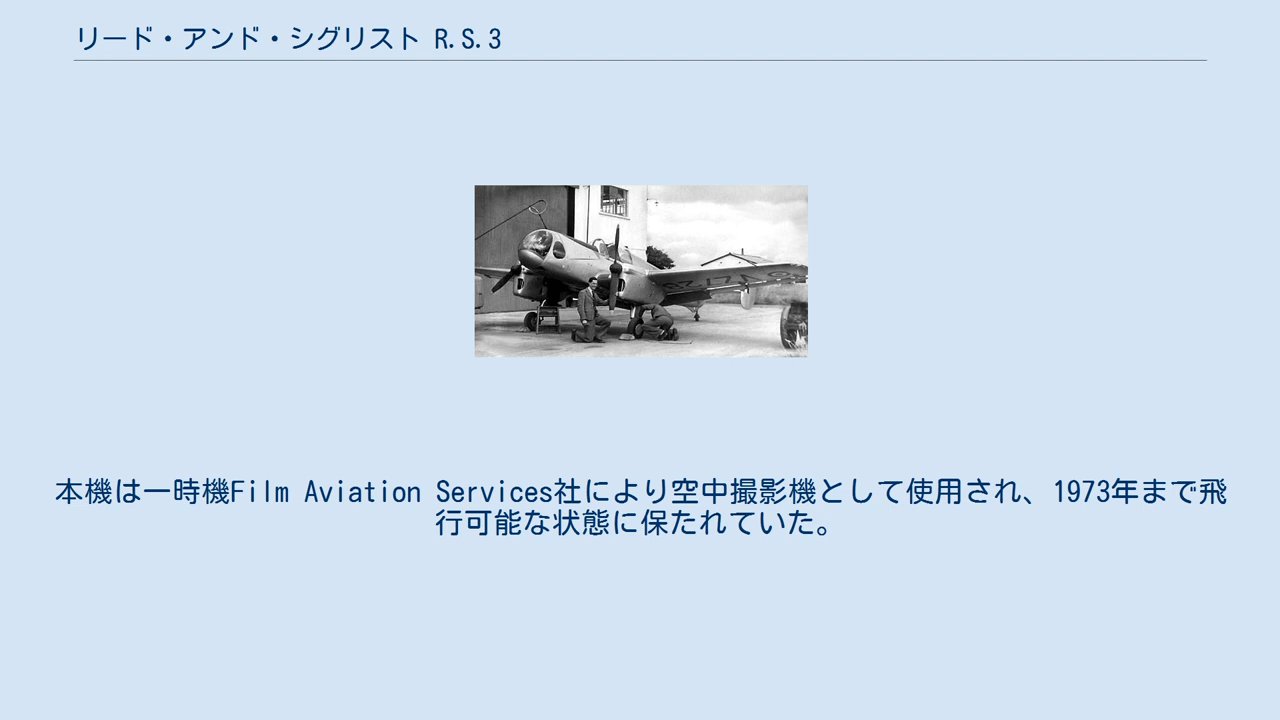 リード・アンド・シグリスト R.S.3
本機は一時機Film Aviation Services社により空中撮影機として使用され、1973年まで飛
行可能な状態に保たれていた。